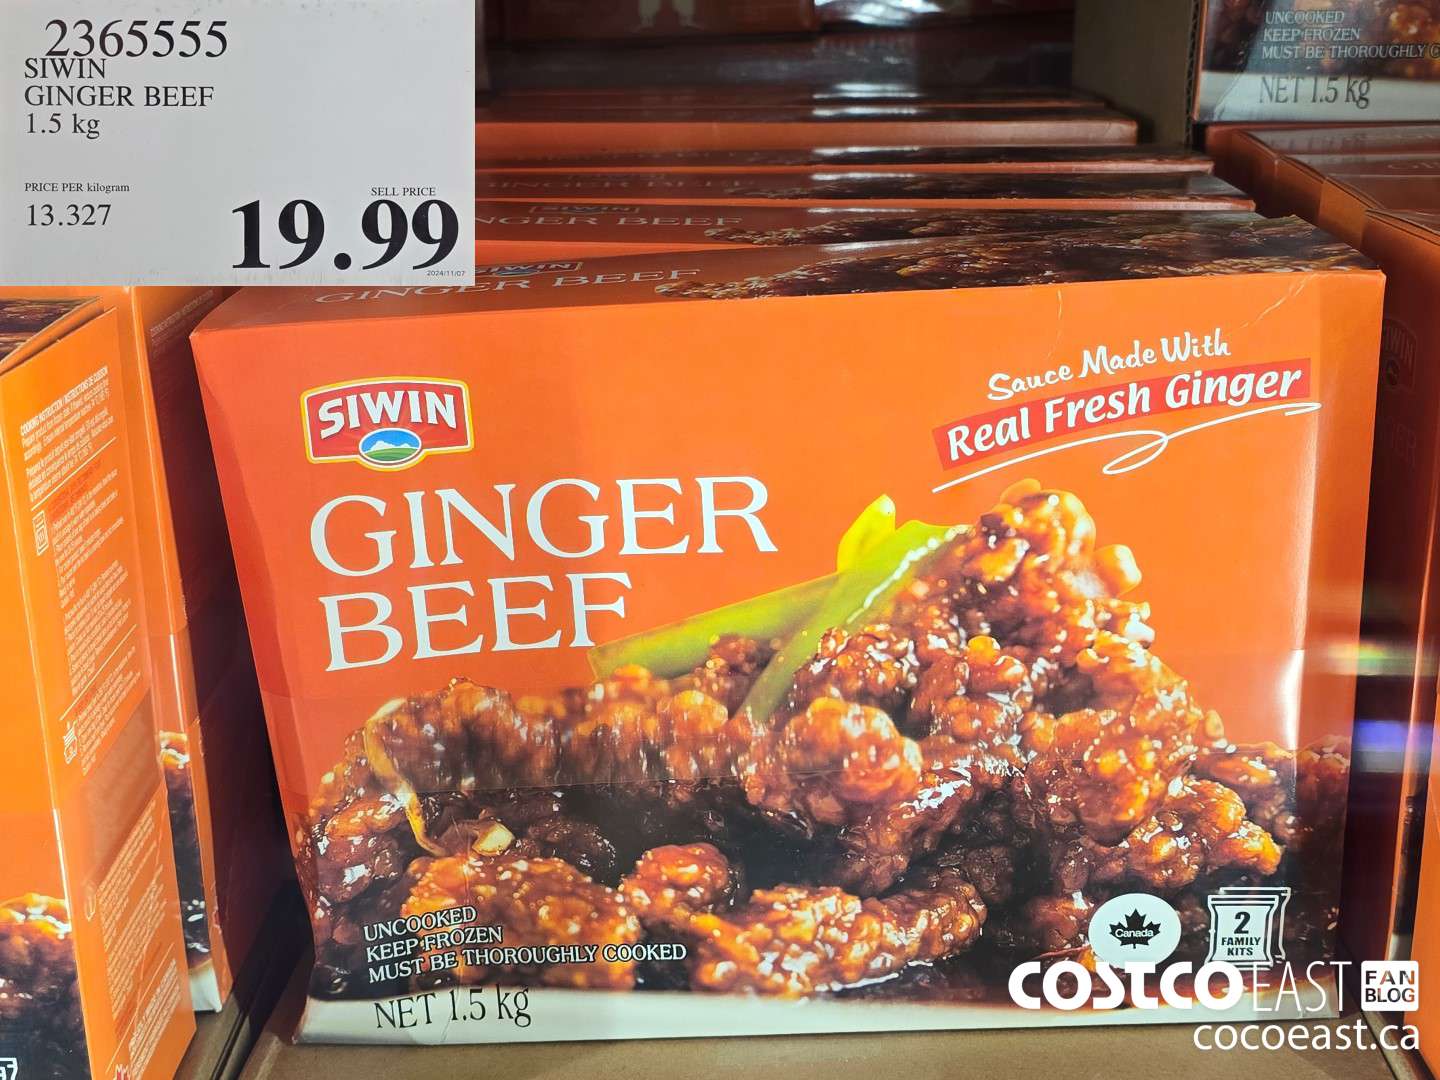 2365555
SIWIN
GINGER BEEF
1.5 kg
PRICE PER kilogram
13.327
SELL PRICE
19.99
2024/11/07
UNCOOKED
KEEP FROZEN
MUST BE THOROUGHLY
NET 1.5 kg
SIWIN
GINGER BEEF
SIWIN
GINGER BEEF
Sauce Made With
Real Fresh Ginger
SIWIN
GINGER
BEEF
UNCOOKED
KEEP FROZEN
MUST BE THOROUGHLY COOKED
NET 1.5 kg
Canada
2
FAMILY
KITS
COSTCO EAST FAN BLOG
cocoeast.ca